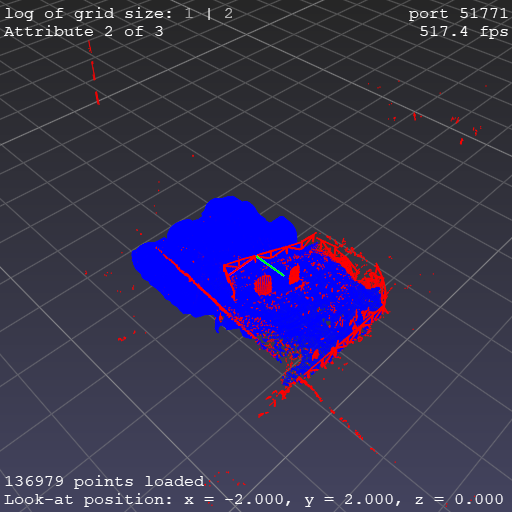 log of grid size: 1 | 2
port 51771
Attribute 2 of 3
517.4 fps
136979 points loaded
Look-at position: x = -2.000, y = 2.000, z = 0.000